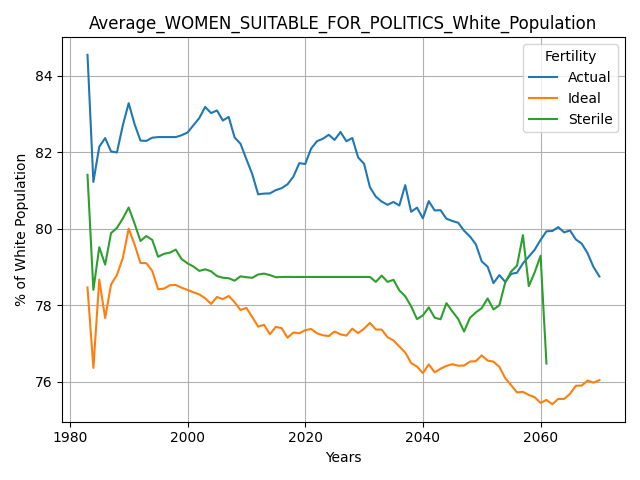 Average_WOMEN_SUITABLE_FOR_POLITICS_White_Population
% of White Population
84
82
80
78
76
1980
2000
2020
2040
2060
Years
Fertility
Actual
Ideal
Sterile